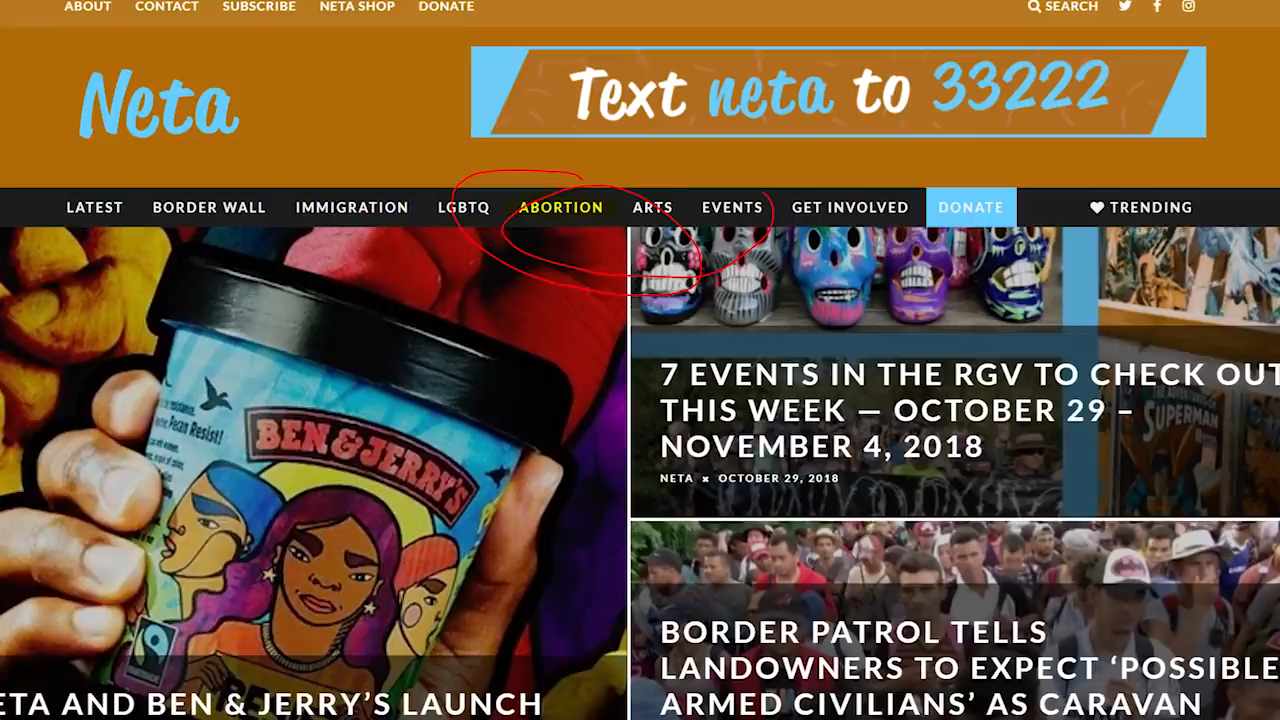 ABOUT CONTACT SUBSCRIBE NETA SHOP DONATE SEARCH
Neta
Text neta to 33222
LATEST BORDER WALL IMMIGRATION LGBTQ ABORTION ARTS EVENTS GET INVOLVED DONATE TRENDING
Pecan Resist!
BEN & JERRY'S
SUPERMAN
7 EVENTS IN THE RGV TO CHECK OUT
THIS WEEK — OCTOBER 29 –
NOVEMBER 4, 2018
NETA × OCTOBER 29, 2018
BORDER PATROL TELLS
LANDOWNERS TO EXPECT ‘POSSIBLE
ARMED CIVILIANS’ AS CARAVAN
ETA AND BEN & JERRY’S LAUNCH